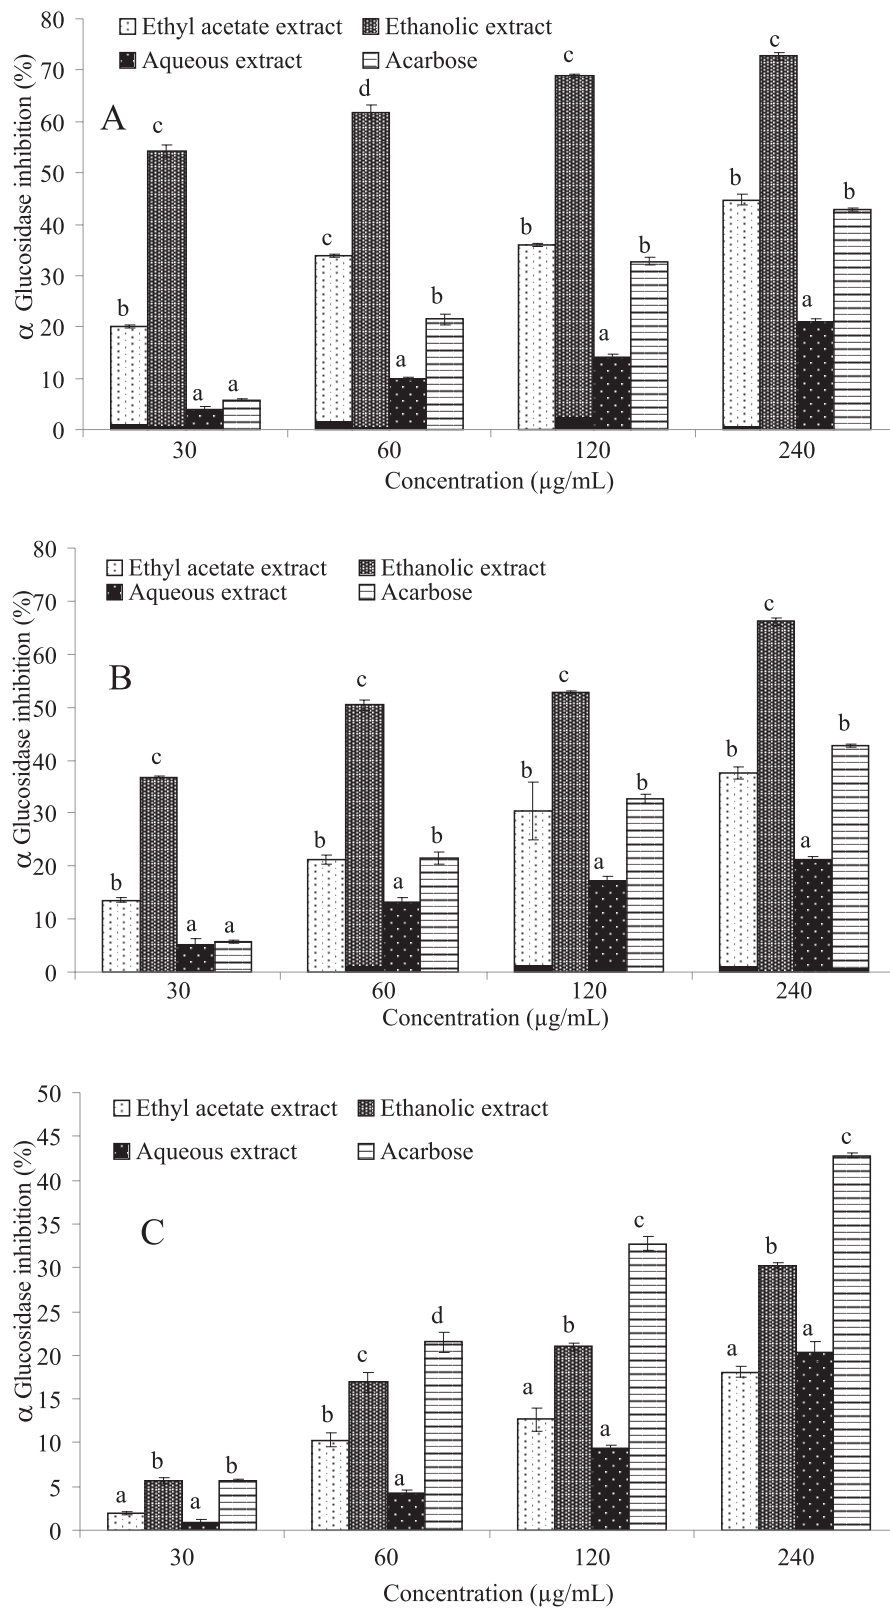 Ethyl acetate extract Ethanolic extract
Aqueous extract Acarbose
A
α Glucosidase inhibition (%)
80
70
60
50
40
30
20
10
0
b c a a
c d a b
b c a b
b c a b
30 60 120 240
Concentration (µg/mL)
Ethyl acetate extract Ethanolic extract
Aqueous extract Acarbose
B
α Glucosidase inhibition (%)
80
70
60
50
40
30
20
10
0
b c a a
b c a b
b c a b
b c a b
30 60 120 240
Concentration (µg/mL)
Ethyl acetate extract Ethanolic extract
Aqueous extract Acarbose
C
α Glucosidase inhibition (%)
50
45
40
35
30
25
20
15
10
5
0
a b a b
b c a d
a b a c
a b a c
30 60 120 240
Concentration (µg/mL)